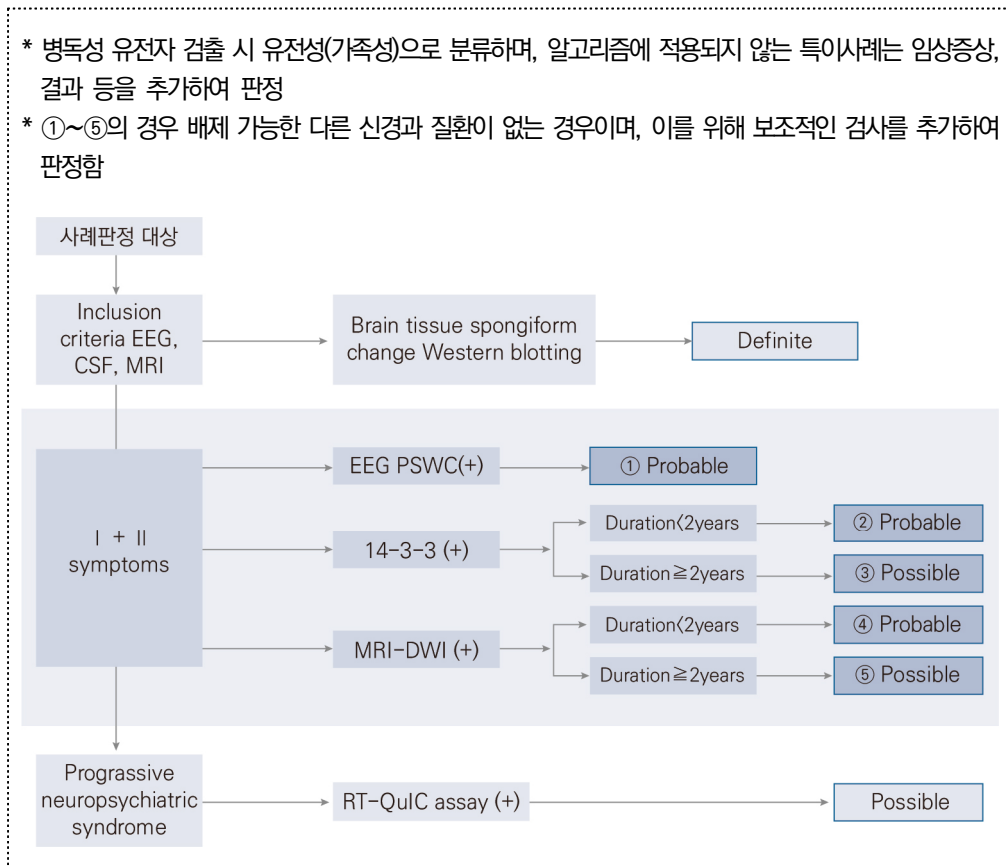 * 병독성 유전자 검출 시 유전성(가족성)으로 분류하며, 알고리즘에 적용되지 않는 특이사례는 임상증상,
결과 등을 추가하여 판정
* ①~⑤의 경우 배제 가능한 다른 신경과 질환이 없는 경우이며, 이를 위해 보조적인 검사를 추가하여
판정함
사례판정 대상
Inclusion
criteria EEG,
CSF, MRI
Brain tissue spongiform
change Western blotting
Definite
I + II
symptoms
EEG PSWC(+)
① Probable
14-3-3 (+)
Duration<2years
② Probable
Duration≧2years
③ Possible
MRI-DWI (+)
Duration<2years
④ Probable
Duration≧2years
⑤ Possible
Prograssive
neuropsychiatric
syndrome
RT-QuIC assay (+)
Possible